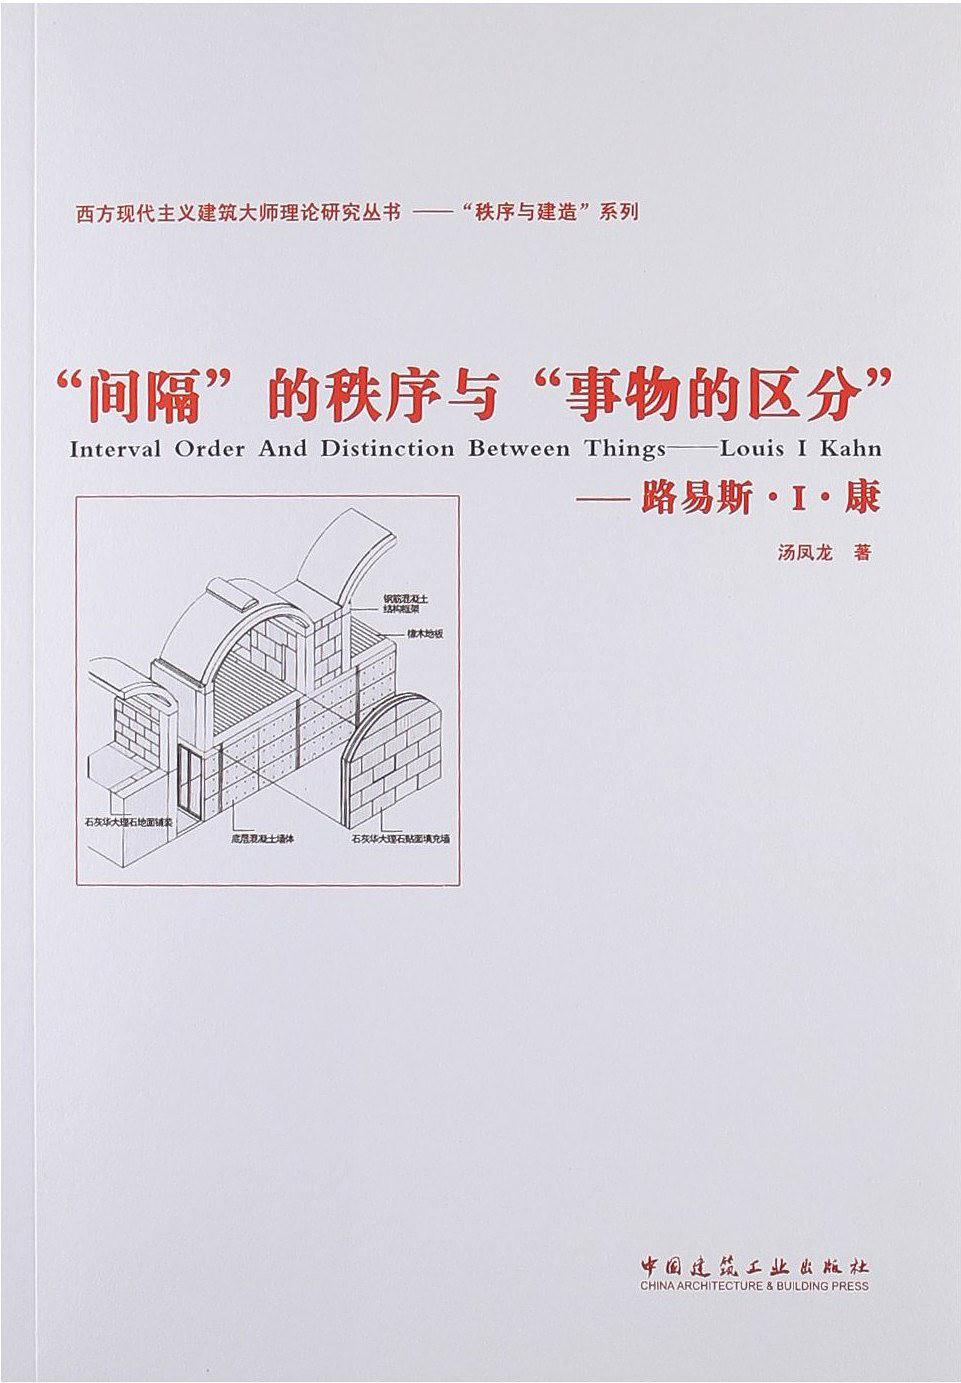 西方现代主义建筑大师理论研究丛书 ——“秩序与建造”系列
“间隔”的秩序与“事物的区分”
Interval Order And Distinction Between Things——Louis I Kahn
——路易斯·I·康
汤凤龙 著
钢筋混凝土
结构框架
橡木地板
石灰华大理石地面铺装
底层混凝土墙体
石灰华大理石贴面填充墙
中国建筑工业出版社
CHINA ARCHITECTURE & BUILDING PRESS